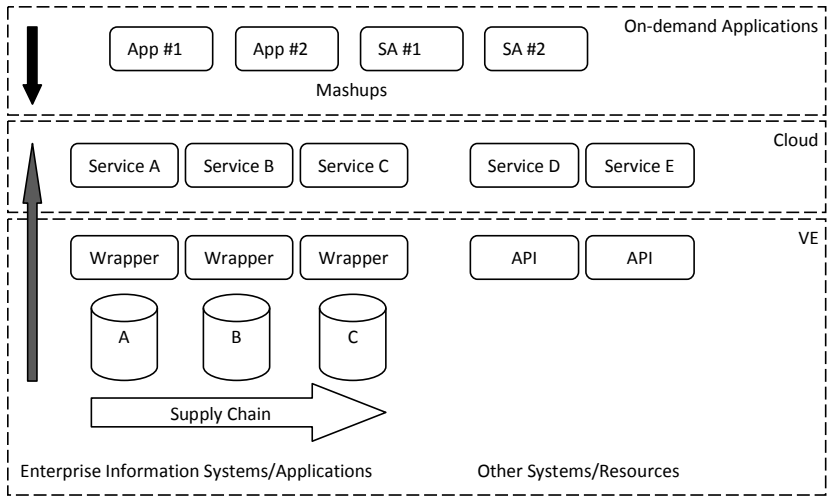 On-demand Applications
App #1 App #2 SA #1 SA #2
Mashups
Cloud
Service A Service B Service C Service D Service E
VE
Wrapper Wrapper Wrapper API API
A B C
Supply Chain
Enterprise Information Systems/Applications Other Systems/Resources